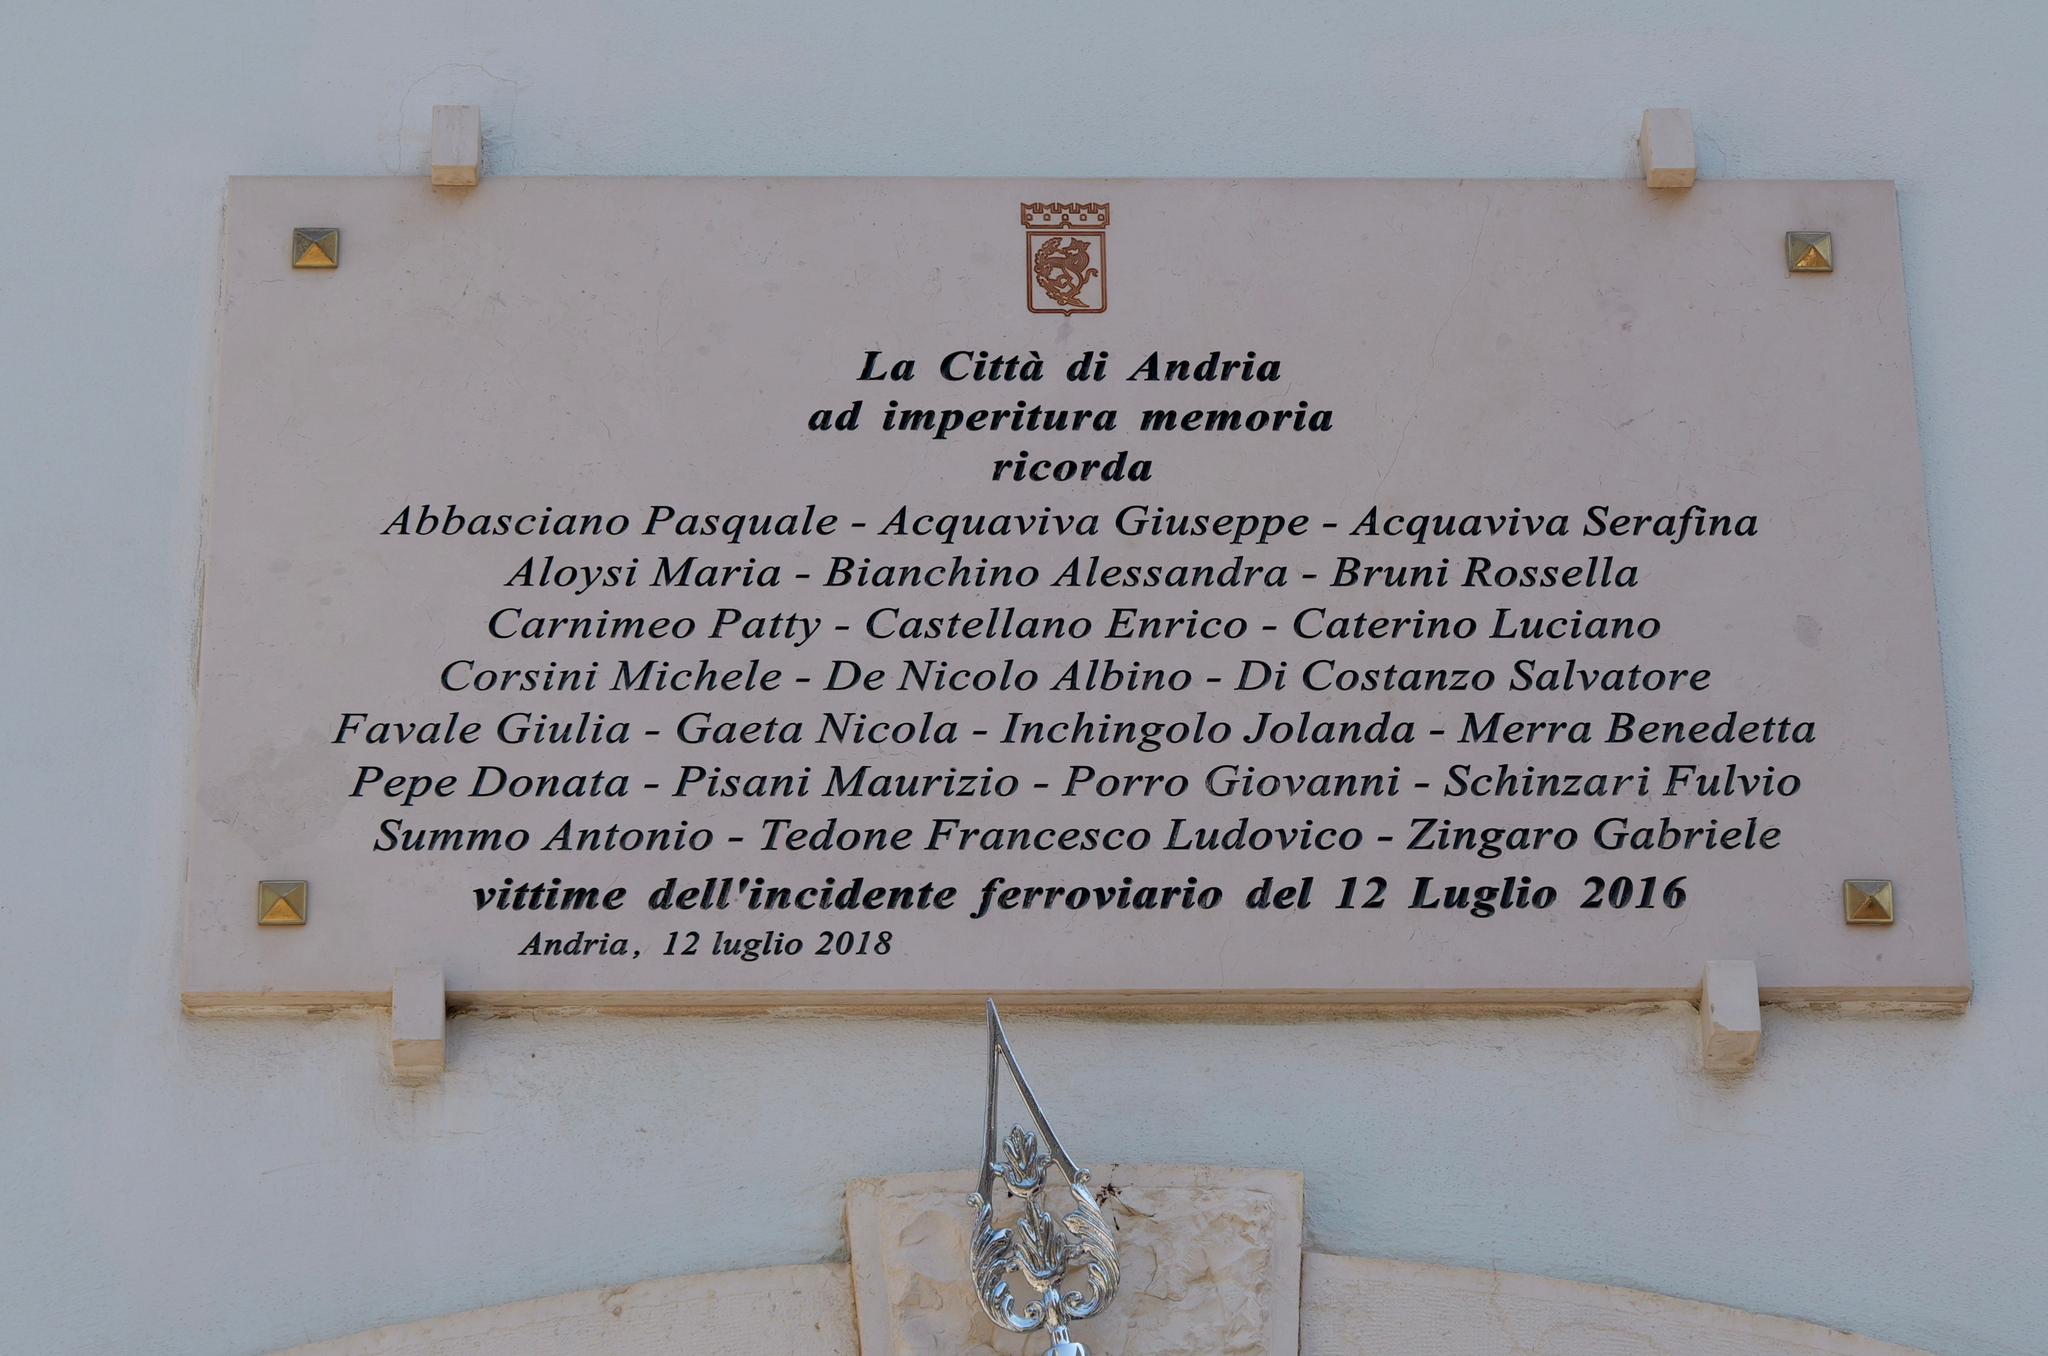 La Città di Andria
ad imperitura memoria
ricorda
Abbasciano Pasquale - Acquaviva Giuseppe - Acquaviva Serafina
Aloysi Maria - Bianchino Alessandra - Bruni Rossella
Carnimeo Patty - Castellano Enrico - Caterino Luciano
Corsini Michele - De Nicolo Albino - Di Costanzo Salvatore
Favale Giulia - Gaeta Nicola - Inchingolo Jolanda - Merra Benedetta
Pepe Donata - Pisani Maurizio - Porro Giovanni - Schinzari Fulvio
Summo Antonio - Tedone Francesco Ludovico - Zingaro Gabriele
vittime dell'incidente ferroviario del 12 Luglio 2016
Andria, 12 luglio 2018